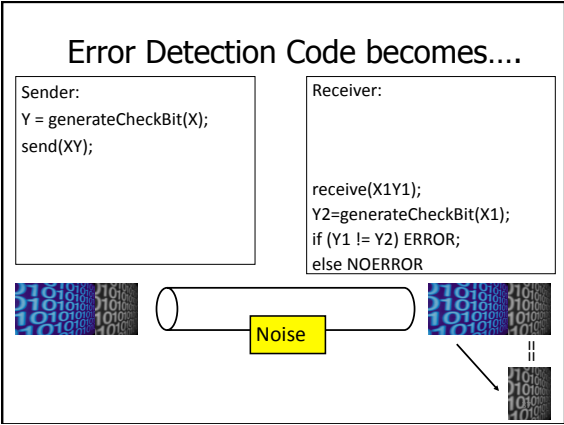 Error Detection Code becomes….
Sender:
Y = generateCheckBit(X);
send(XY);
Receiver:
receive(X1Y1);
Y2=generateCheckBit(X1);
if (Y1 != Y2) ERROR;
else NOERROR
Noise
==